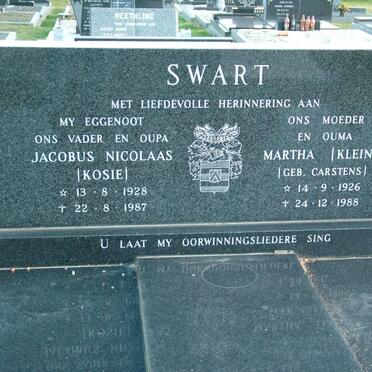 NEETHLING
SWART
MET LIEFDEVOLLE HERINNERING AAN
MY EGGENOOT
ONS VADER EN OUPA
JACOBUS NICOLAAS
|KOSIE|
☆ 13 · 8 · 1928
✝ 22 · 8 · 1987
ONS MOEDER
EN OUMA
MARTHA |KLEIN
|GEB. CARSTENS|
☆ 14 · 9 · 1926
✝ 24 · 12 · 1988
U LAAT MY OORWINNINGSLIEDERE SING